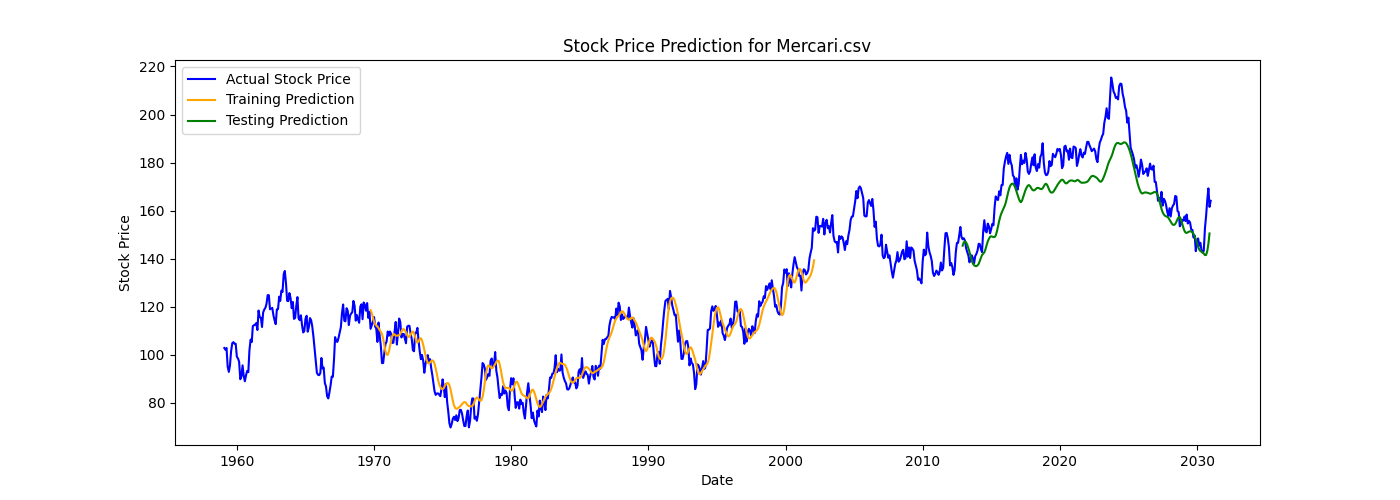 Stock Price Prediction for Mercari.csv
Actual Stock Price
Training Prediction
Testing Prediction
220
200
180
160
140
120
100
80
Stock Price
1960
1970
1980
1990
2000
2010
2020
2030
Date